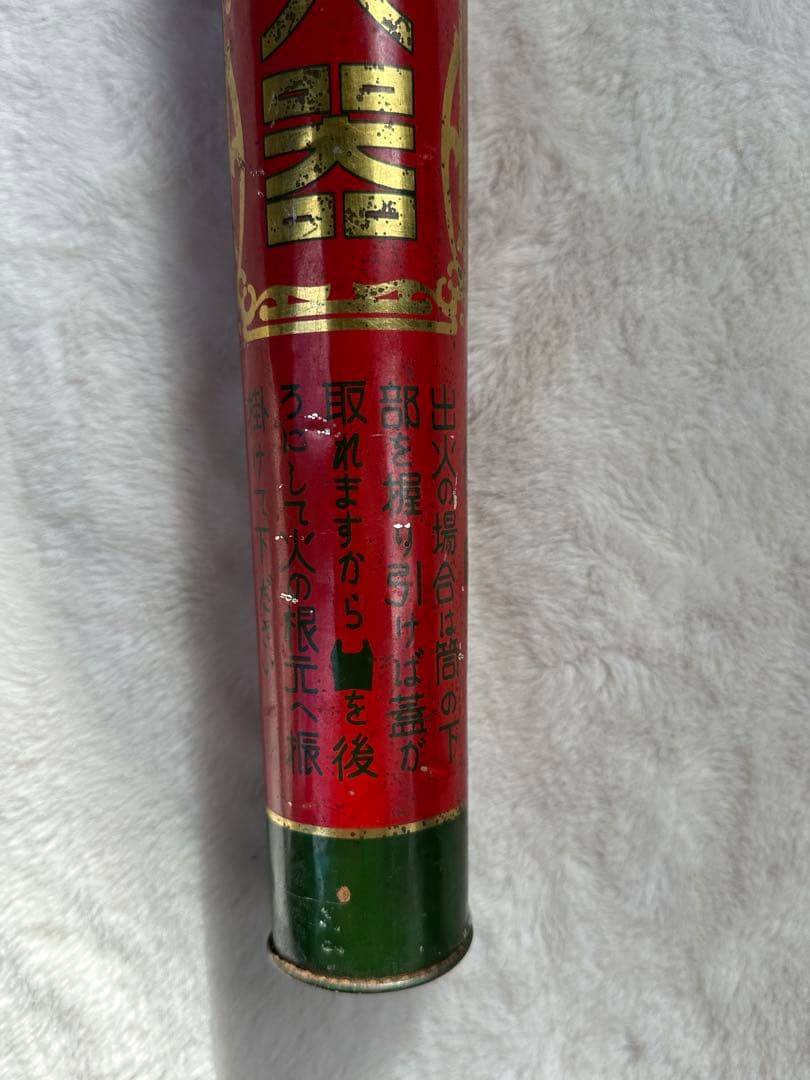 火器
出火の場合は筒の下
部を握り引けば蓋が
取れますから を後
ろにして火の根元へ振
掛けて下ださい